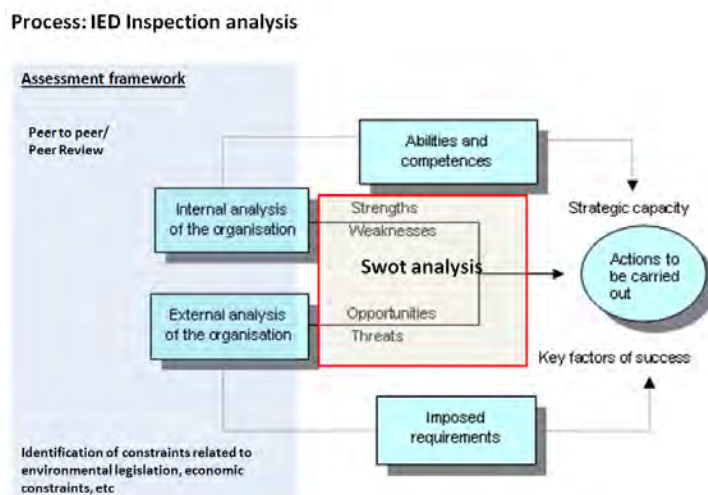 Process: IED Inspection analysis
Assessment framework
Peer to peer/
Peer Review
Abilities and
competences
Internal analysis
of the organisation
Strengths
Weaknesses
Strategic capacity
Swot analysis
Actions to
be carried
out
External analysis
of the organisation
Opportunities
Threats
Key factors of success
Imposed
requirements
Identification of constraints related to
environmental legislation, economic
constraints, etc